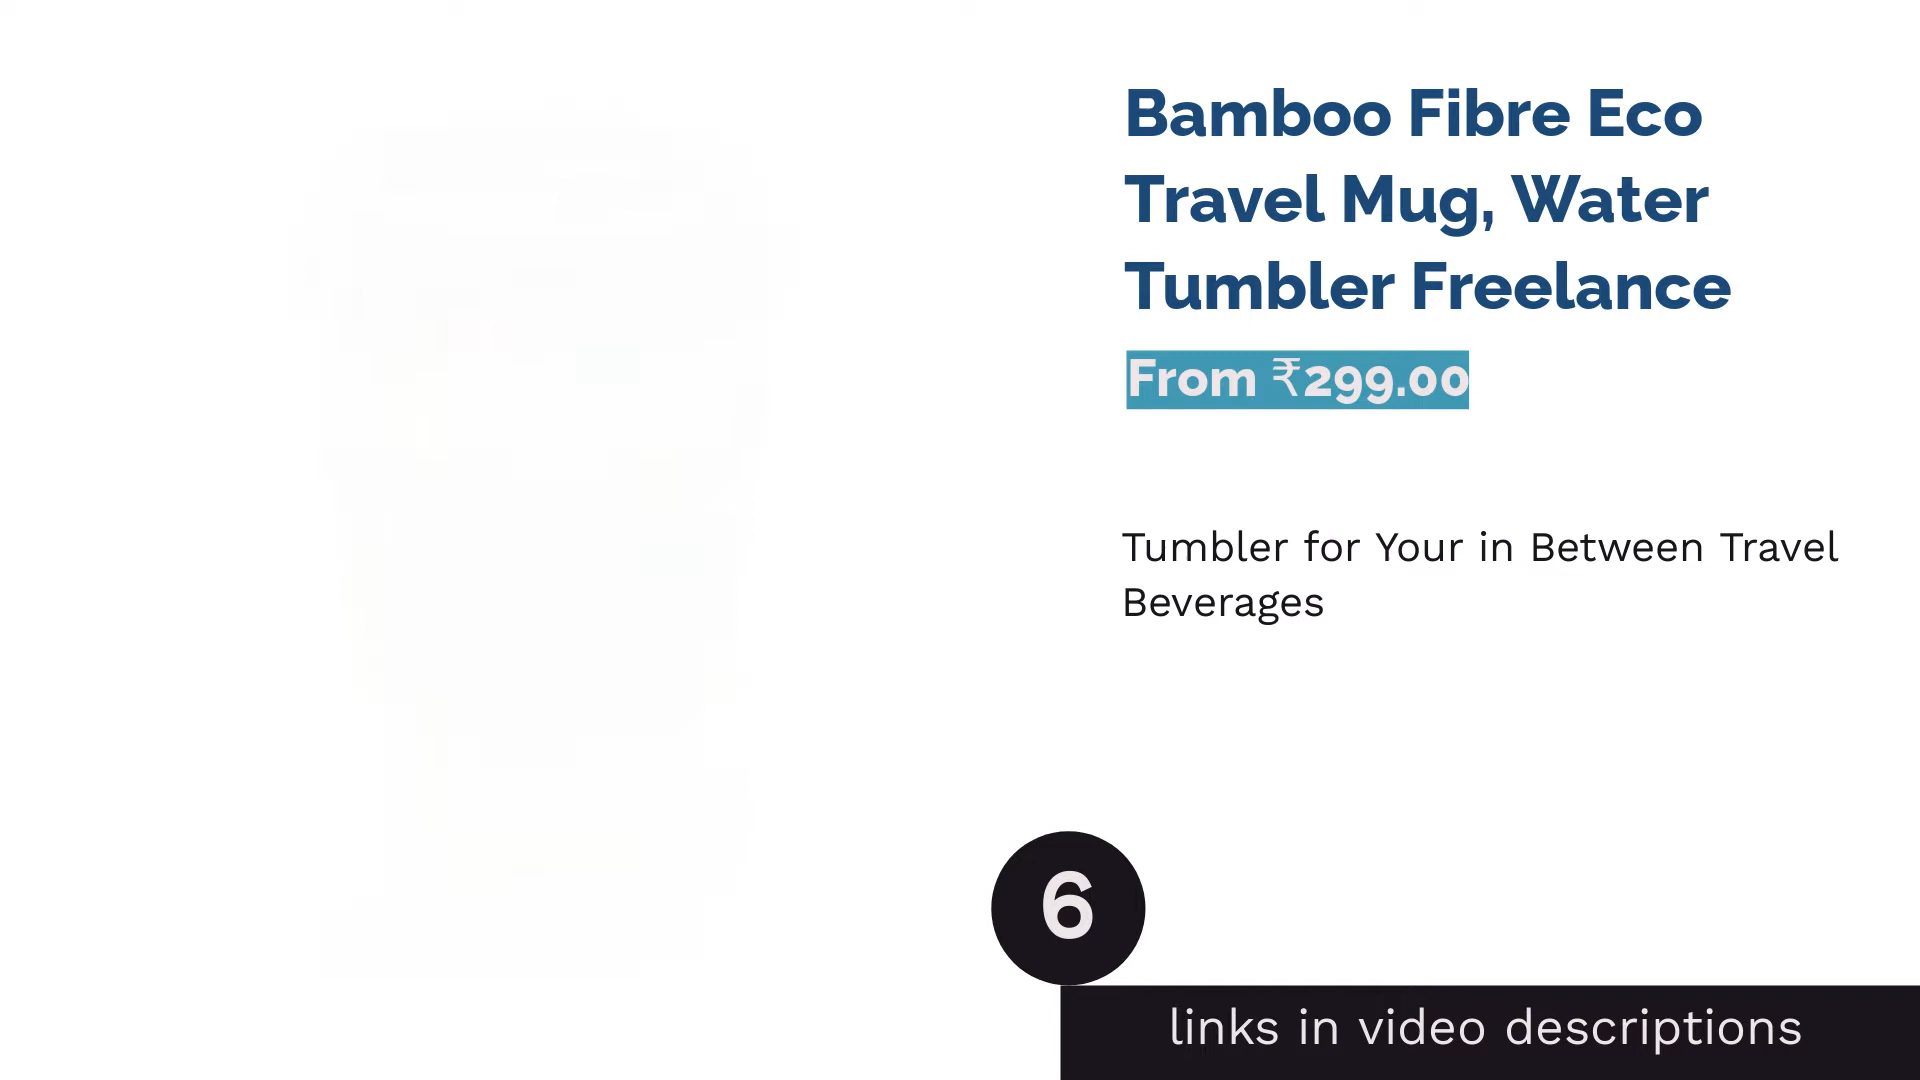 Bamboo Fibre Eco
Travel Mug, Water
Tumbler Freelance
From ₹299.00
Tumbler for Your in Between Travel
Beverages
6
links in video descriptions